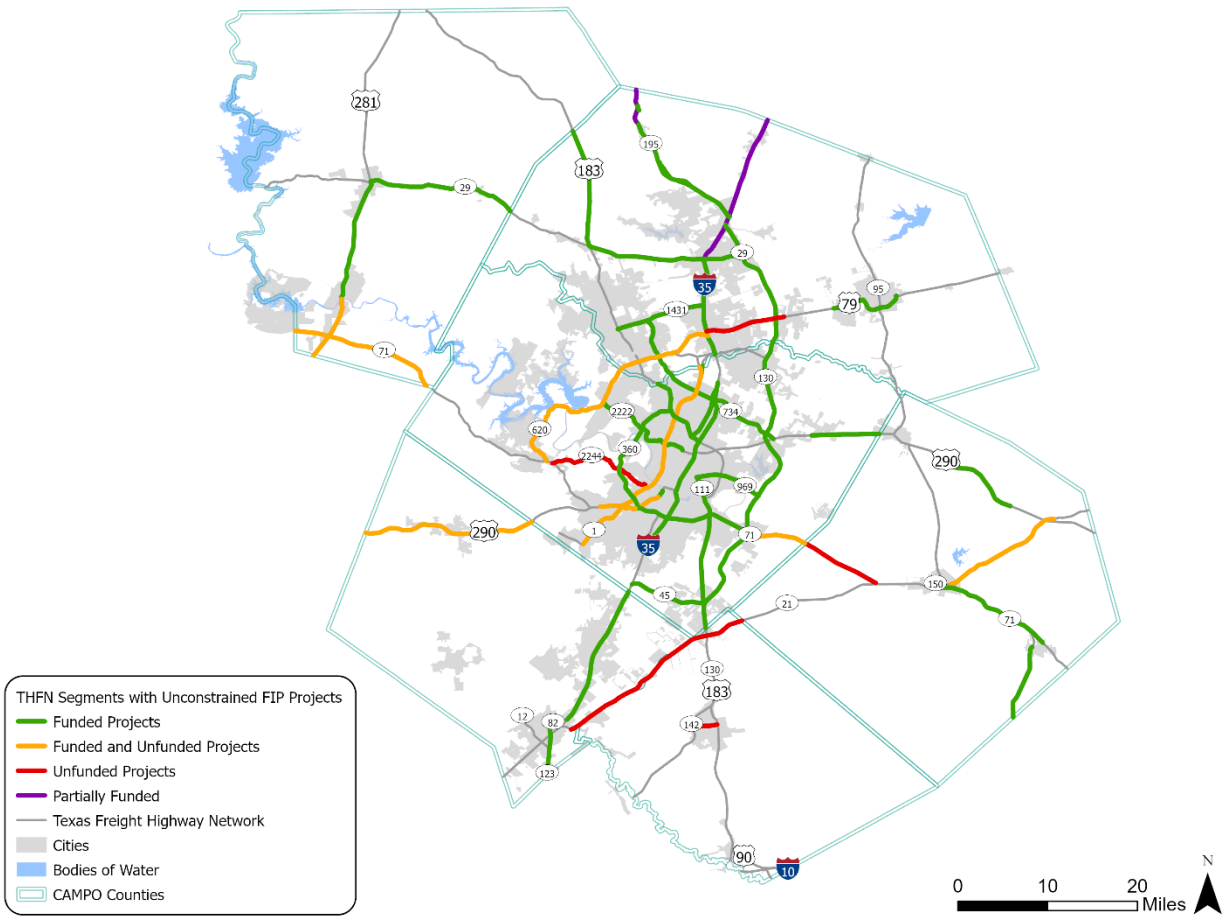 281
195
183
29
29
35
95
79
1431
71
130
2222
734
620
360
290
2244
111
969
1
290
71
35
150
45
21
71
130
183
12
82
142
123
90
10
THFN Segments with Unconstrained FIP Projects
Funded Projects
Funded and Unfunded Projects
Unfunded Projects
Partially Funded
Texas Freight Highway Network
Cities
Bodies of Water
CAMPO Counties
N
0 10 20
Miles